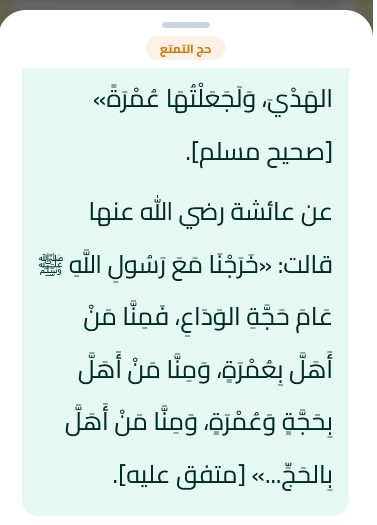 حج التمتع
الهَدْيَ، وَلَجَعَلْتُهَا عُمْرَةً»
[صحيح مسلم].
عن عائشة رضي الله عنها
قالت: «خَرَجْنَا مَعَ رَسُولِ اللَّهِ ﷺ
عَامَ حَجَّةِ الوَدَاعِ، فَمِنَّا مَنْ
أَهَلَّ بِعُمْرَةٍ، وَمِنَّا مَنْ أَهَلَّ
بِحَجَّةٍ وَعُمْرَةٍ، وَمِنَّا مَنْ أَهَلَّ
بِالحَجِّ...» [متفق عليه].